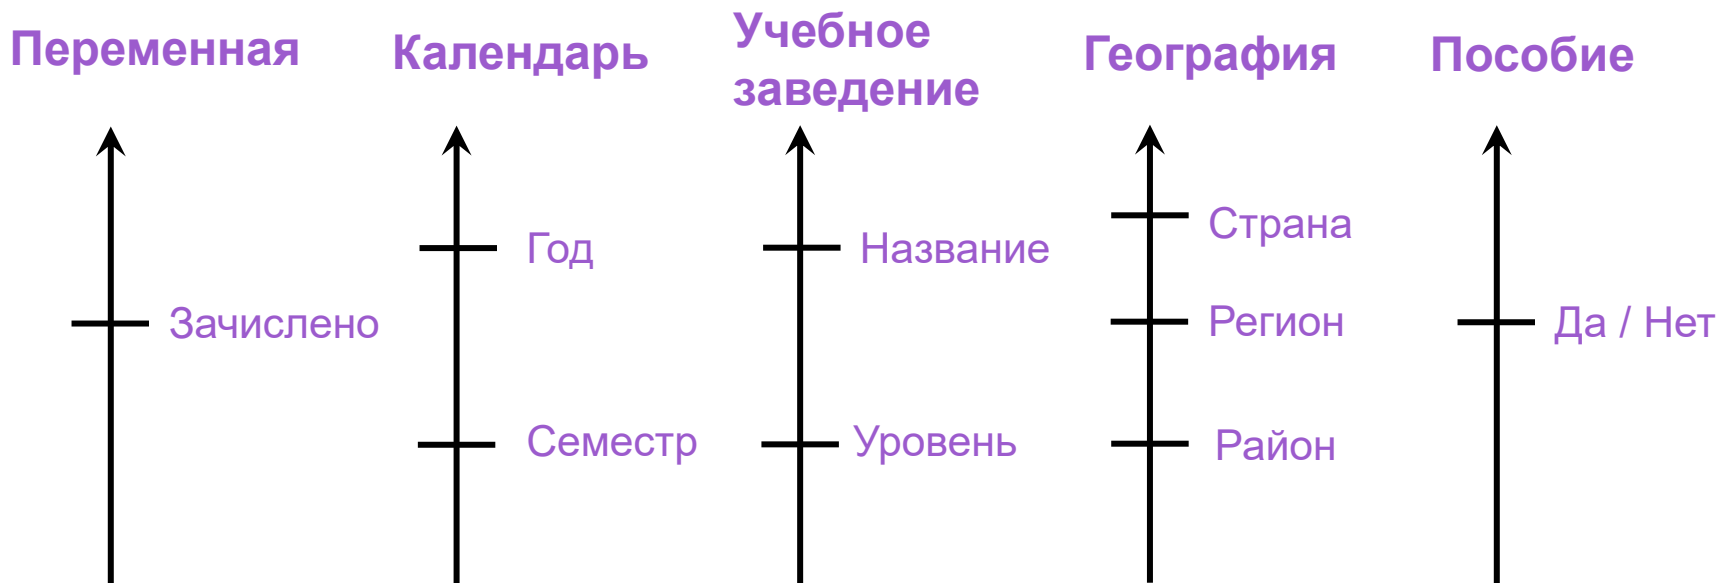 Переменная
Календарь
Учебное
заведение
География
Пособие
Зачислено
Год
Семестр
Название
Уровень
Страна
Регион
Район
Да / Нет